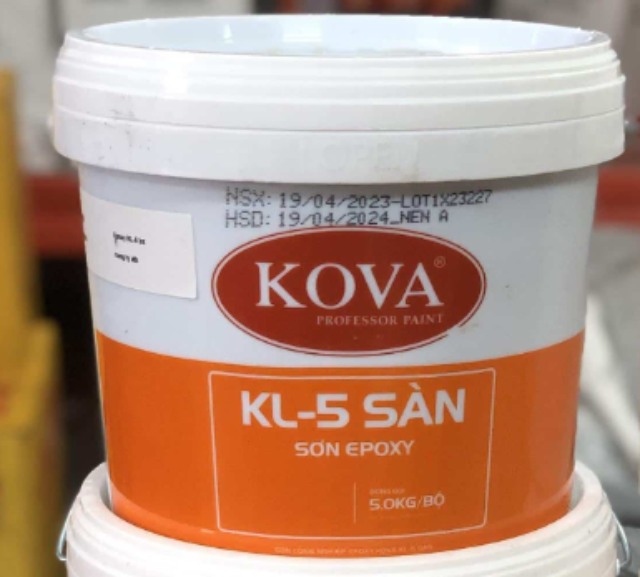 NSX: 19/04/2023-LOT1X23227
HSD: 19/04/2024_NEN A
KOVA®
PROFESSOR PAINT
KL-5 SÀN
SƠN EPOXY
5.0KG/BỘ